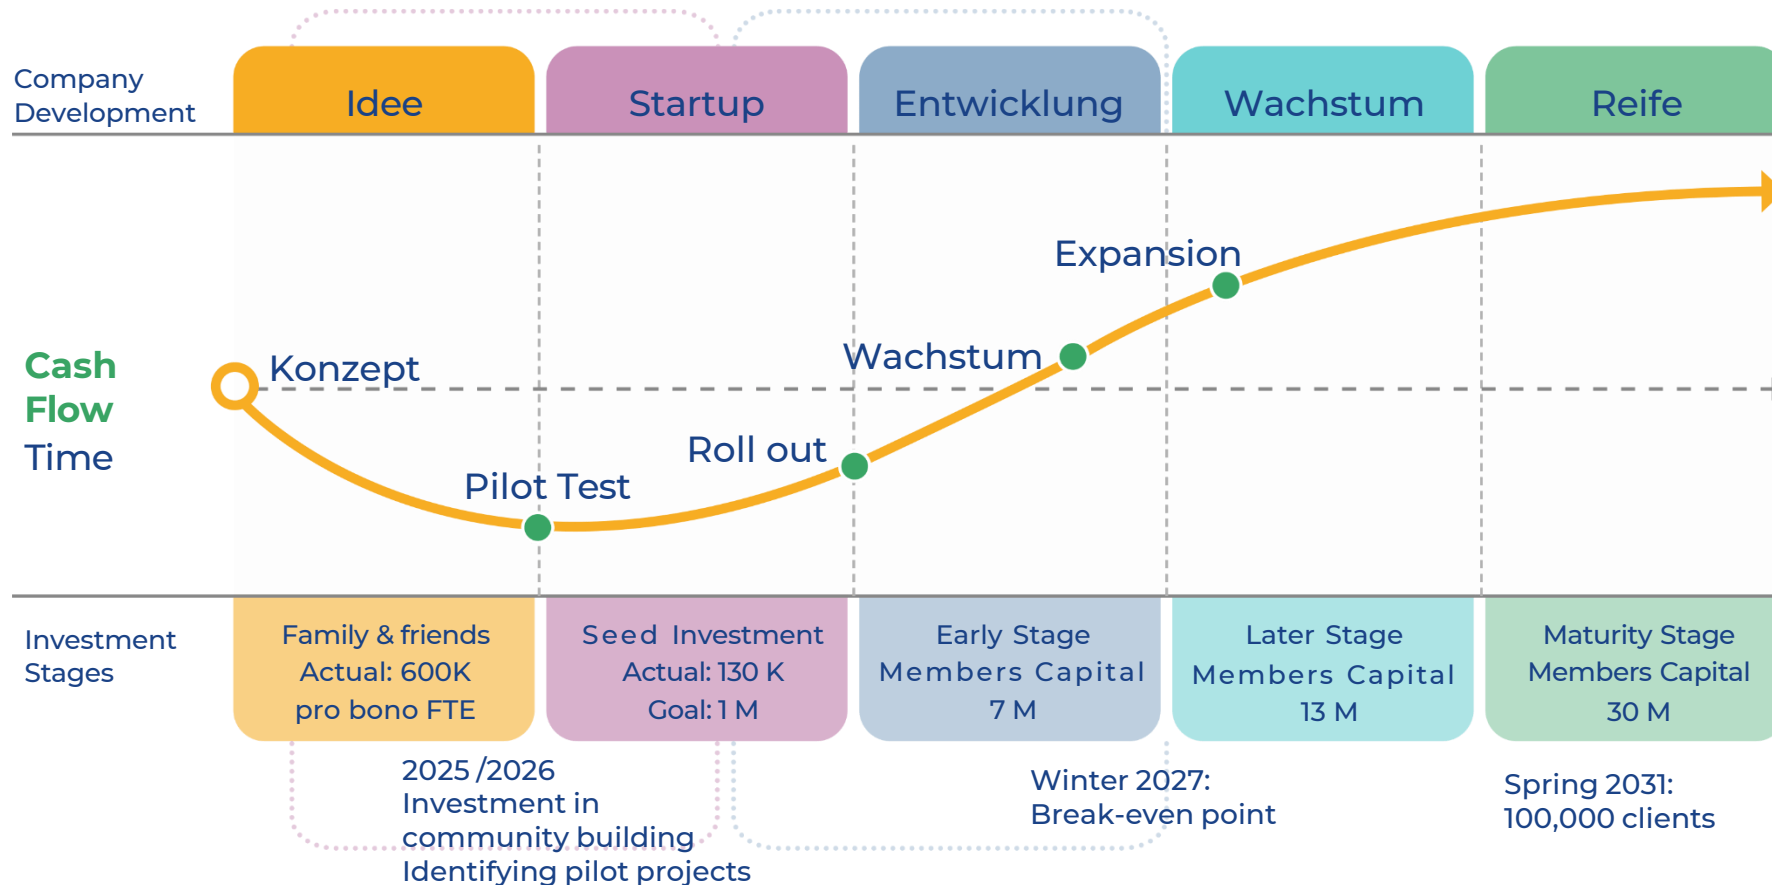 Company
Development
Idee
Startup
Entwicklung
Wachstum
Reife
Expansion
Cash
Flow
Time
Konzept
Wachstum
Roll out
Pilot Test
Investment
Stages
Family & friends
Actual: 600K
pro bono FTE
Seed Investment
Actual: 130 K
Goal: 1 M
Early Stage
Members Capital
7 M
Later Stage
Members Capital
13 M
Maturity Stage
Members Capital
30 M
2025 /2026
Investment in
community building
Identifying pilot projects
Winter 2027:
Break-even point
Spring 2031:
100,000 clients